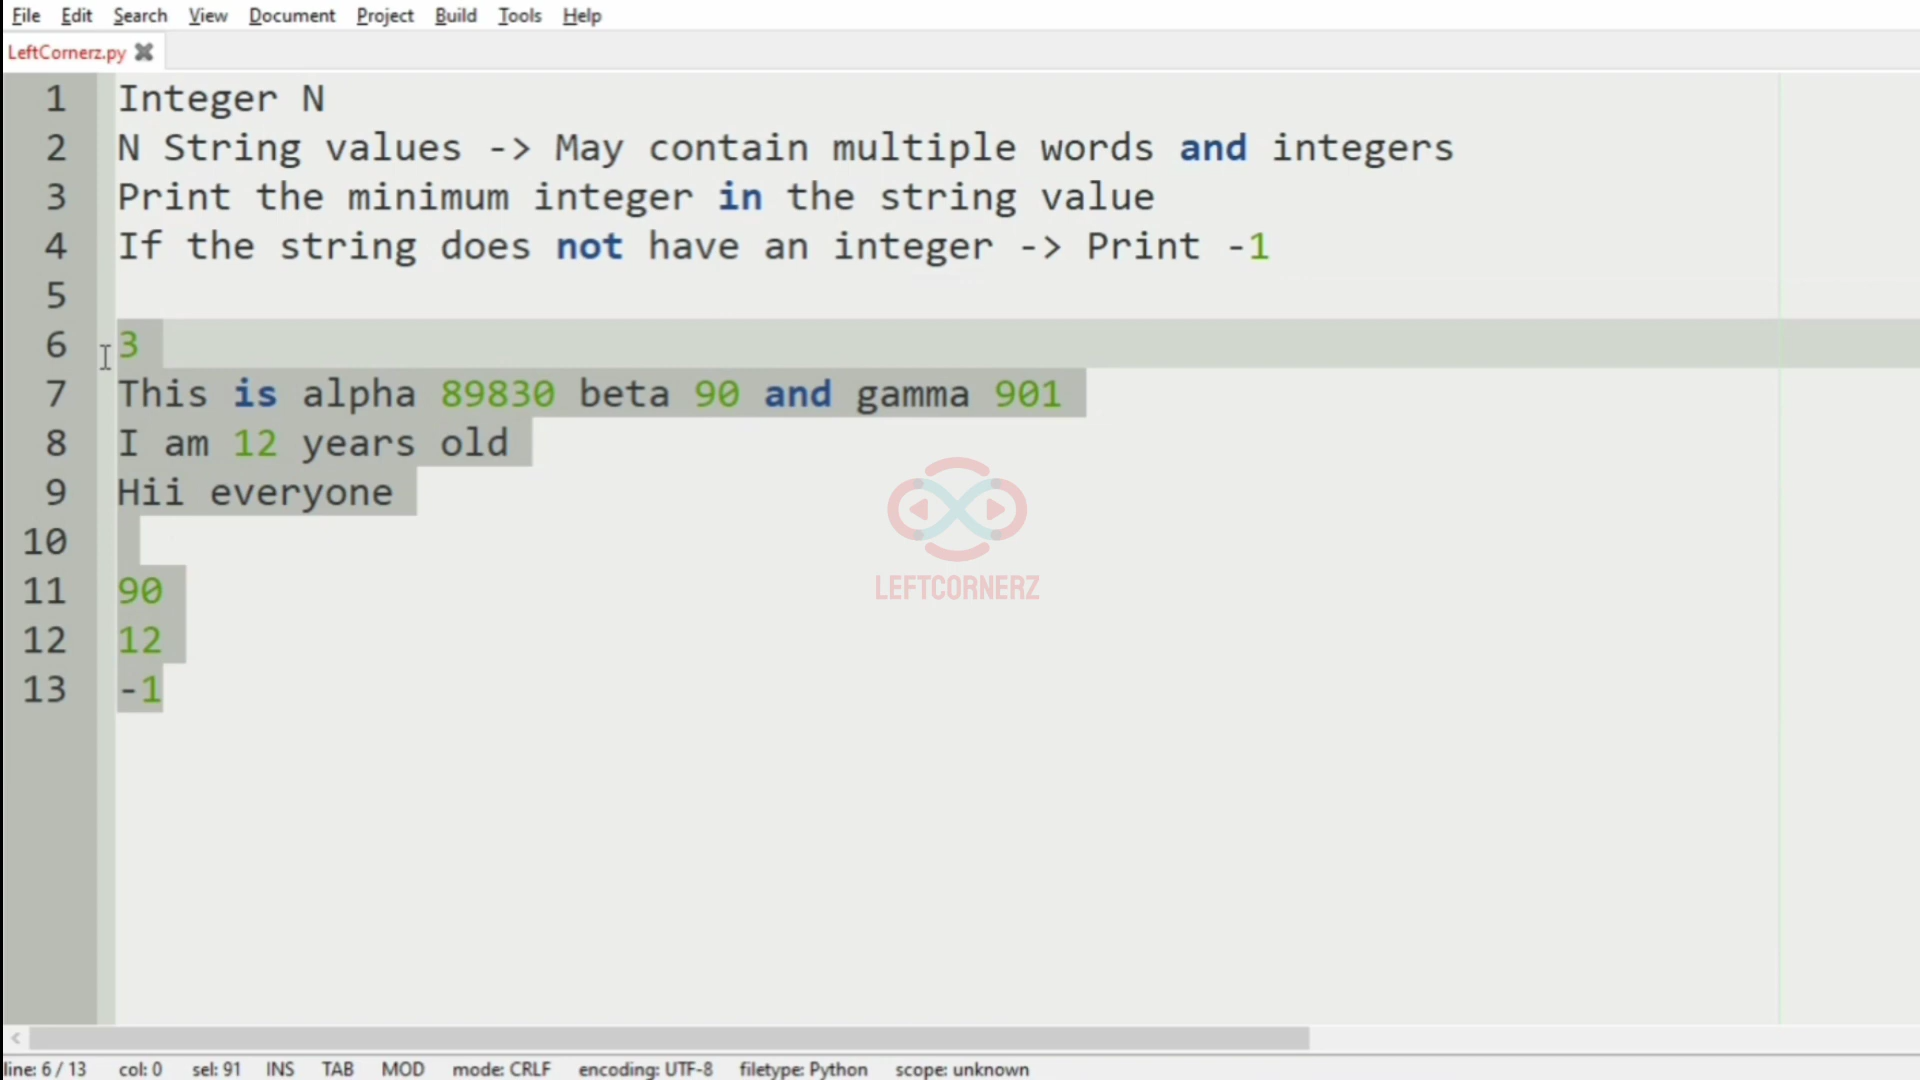 File Edit Search View Document Project Build Tools Help
LeftCornerz.py
1 Integer N
2 N String values -> May contain multiple words and integers
3 Print the minimum integer in the string value
4 If the string does not have an integer -> Print -1
5
6 3
7 This is alpha 89830 beta 90 and gamma 901
8 I am 12 years old
9 Hii everyone
10
11 90
12 12
13 -1
LEFTCORNERZ
line: 6 / 13 col: 0 sel: 91 INS TAB MOD mode: CRLF encoding: UTF-8 filetype: Python scope: unknown